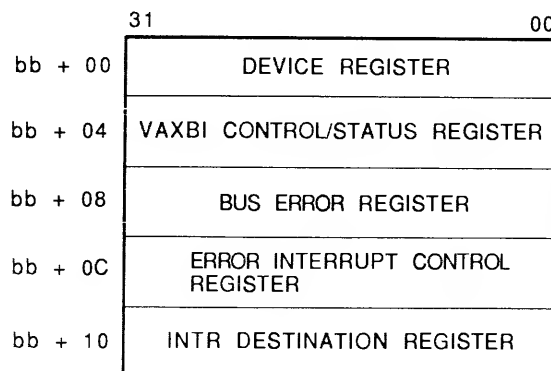 31 00
bb + 00 DEVICE REGISTER
bb + 04 VAXBI CONTROL/STATUS REGISTER
bb + 08 BUS ERROR REGISTER
bb + 0C ERROR INTERRUPT CONTROL
REGISTER
bb + 10 INTR DESTINATION REGISTER